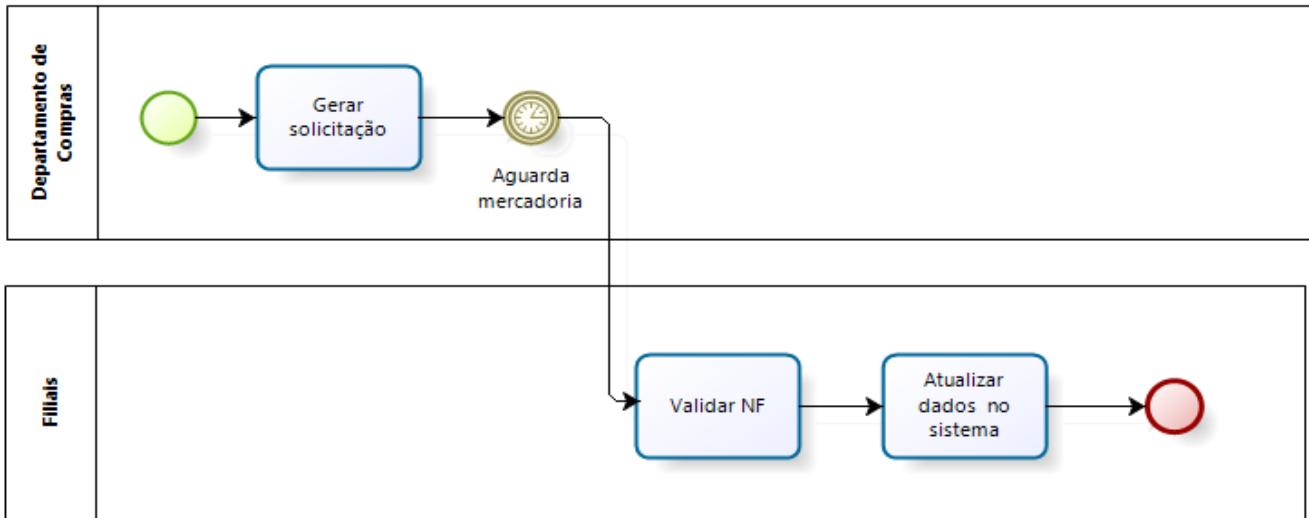 Departamento de
Compras
Gerar
solicitação
Aguarda
mercadoria
Filiais
Validar NF
Atualizar
dados no
sistema